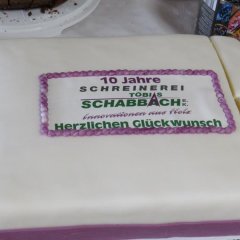 10 Jahre
SCHREINEREI
TOBIAS
SCHABBACH
Innovationen aus Holz
Herzlichen Glückwunsch